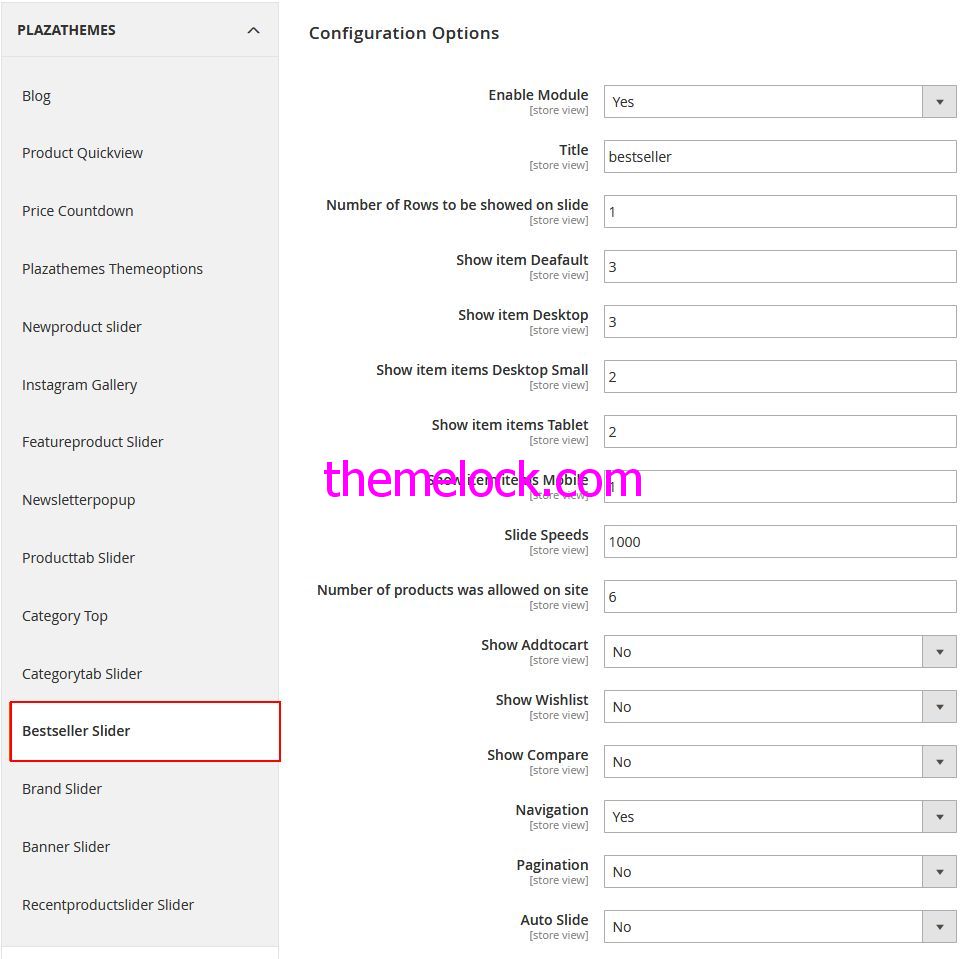 PLAZATHEMES
Blog
Product Quickview
Price Countdown
Plazathemes Themeoptions
Newproduct slider
Instagram Gallery
Featureproduct Slider
Newsletterpopup
Producttab Slider
Category Top
Categorytab Slider
Bestseller Slider
Brand Slider
Banner Slider
Recentproductslider Slider
Configuration Options
Enable Module
[store view]
Yes
Title
[store view]
bestseller
Number of Rows to be showed on slide
[store view]
1
Show item Deafault
[store view]
3
Show item Desktop
[store view]
3
Show item items Desktop Small
[store view]
2
Show item items Tablet
[store view]
2
Show item items Mobile
[store view]
1
themelock.com
Slide Speeds
[store view]
1000
Number of products was allowed on site
[store view]
6
Show Addtocart
[store view]
No
Show Wishlist
[store view]
No
Show Compare
[store view]
No
Navigation
[store view]
Yes
Pagination
[store view]
No
Auto Slide
[store view]
No